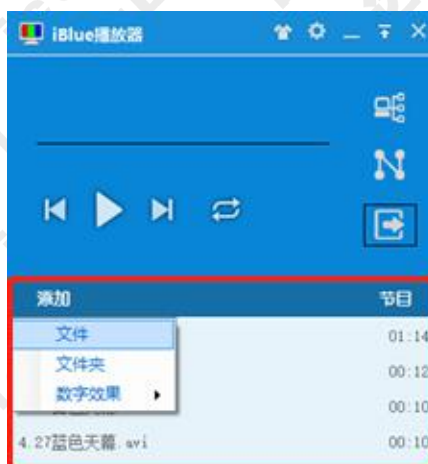 iBlue播放器
添加 节目
文件 01:14
文件夹 00:12
数字效果 00:10
4.27蓝色天幕.avi 00:10